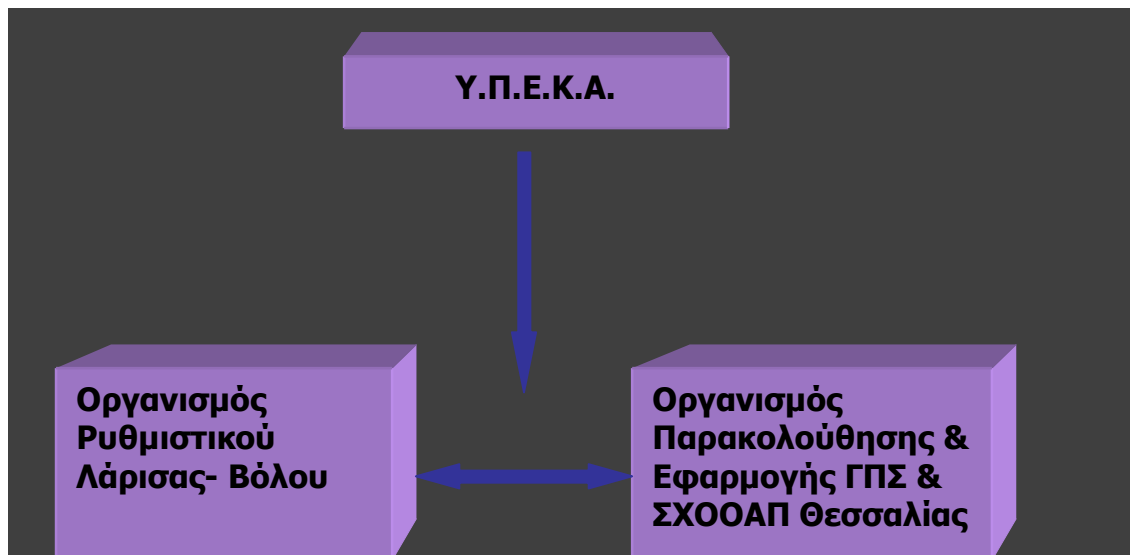 Υ.Π.Ε.Κ.Α.
Οργανισμός
Ρυθμιστικού
Λάρισας- Βόλου
Οργανισμός
Παρακολούθησης &
Εφαρμογής ΓΠΣ &
ΣΧΟΟΑΠ Θεσσαλίας